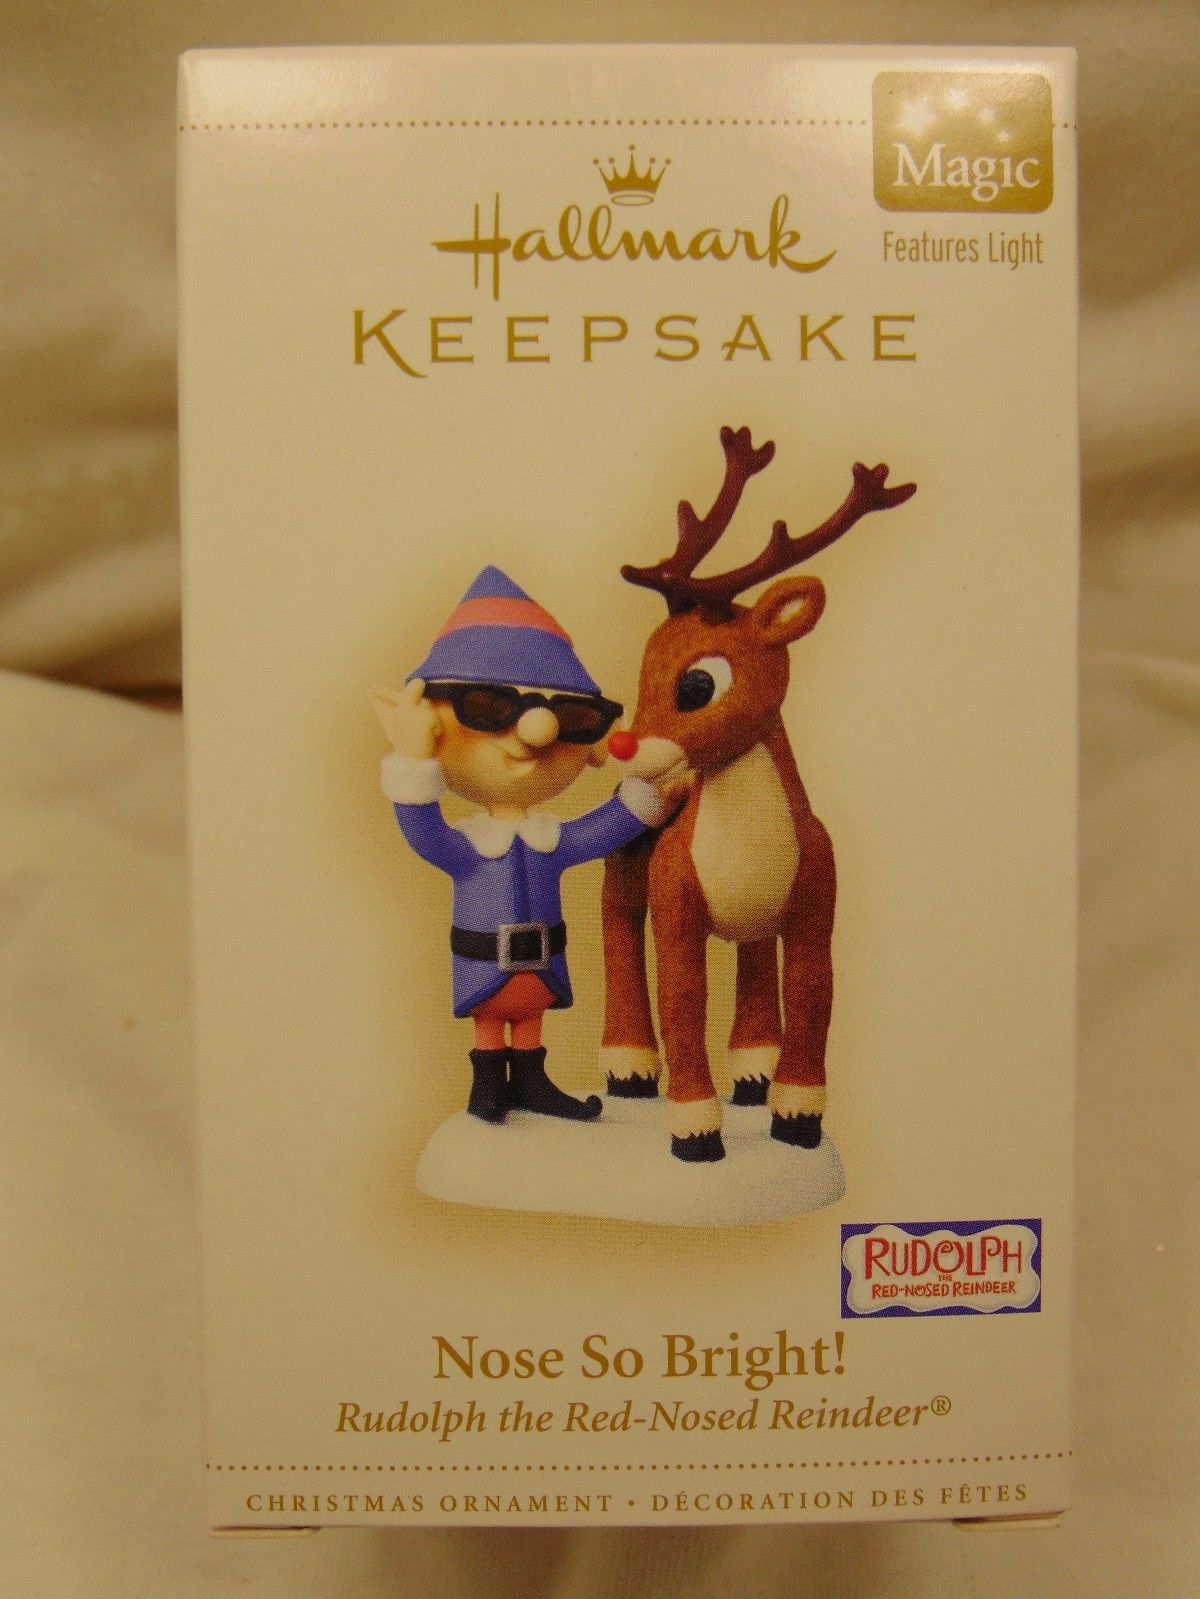 Magic
Features Light
Hallmark
KEEPSAKE
RUDOLPH
THE
RED-NOSED REINDEER
Nose So Bright!
Rudolph the Red-Nosed Reindeer®
CHRISTMAS ORNAMENT • DÉCORATION DES FÊTES